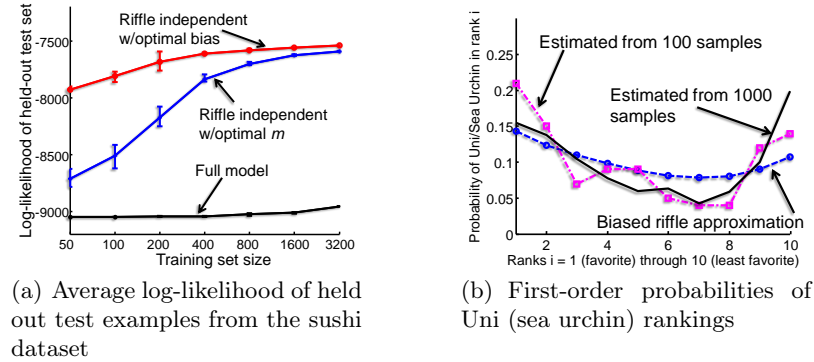 (a)
Riffle independent
w/optimal bias
Riffle independent
w/optimal m
Full model
Log-likelihood of held-out test set
-7500
-8000
-8500
-9000
50 100 200 400 800 1600 3200
Training set size
(a) Average log-likelihood of held
out test examples from the sushi
dataset
(b)
Estimated from 100 samples
Estimated from 1000
samples
Biased riffle approximation
Probability of Uni/Sea Urchin in rank i
0.25
0.2
0.15
0.1
0.05
0
2 4 6 8 10
Ranks i = 1 (favorite) through 10 (least favorite)
(b) First-order probabilities of
Uni (sea urchin) rankings